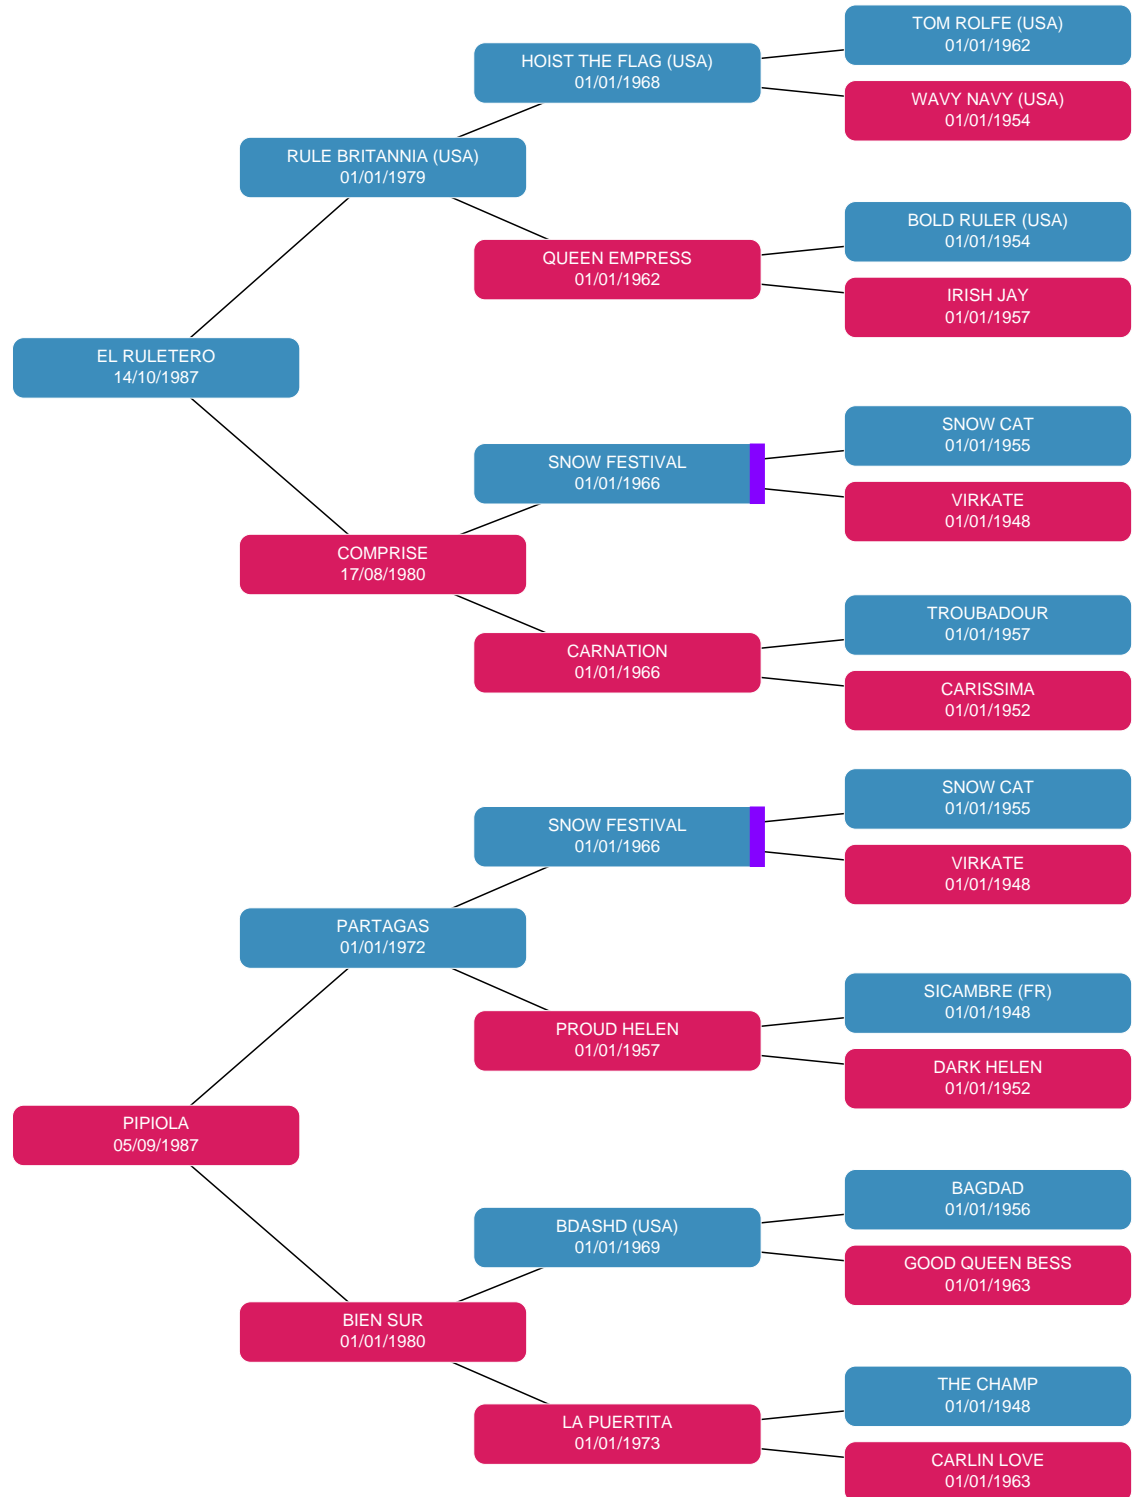 TOM ROLFE (USA)
01/01/1962
HOIST THE FLAG (USA)
01/01/1968
WAVY NAVY (USA)
01/01/1954
RULE BRITANNIA (USA)
01/01/1979
BOLD RULER (USA)
01/01/1954
QUEEN EMPRESS
01/01/1962
IRISH JAY
01/01/1957
EL RULETERO
14/10/1987
SNOW CAT
01/01/1955
SNOW FESTIVAL
01/01/1966
VIRKATE
01/01/1948
COMPRISE
17/08/1980
TROUBADOUR
01/01/1957
CARNATION
01/01/1966
CARISSIMA
01/01/1952
SNOW CAT
01/01/1955
SNOW FESTIVAL
01/01/1966
VIRKATE
01/01/1948
PARTAGAS
01/01/1972
SICAMBRE (FR)
01/01/1948
PROUD HELEN
01/01/1957
DARK HELEN
01/01/1952
PIPIOLA
05/09/1987
BAGDAD
01/01/1956
BDASHD (USA)
01/01/1969
GOOD QUEEN BESS
01/01/1963
BIEN SUR
01/01/1980
THE CHAMP
01/01/1948
LA PUERTITA
01/01/1973
CARLIN LOVE
01/01/1963